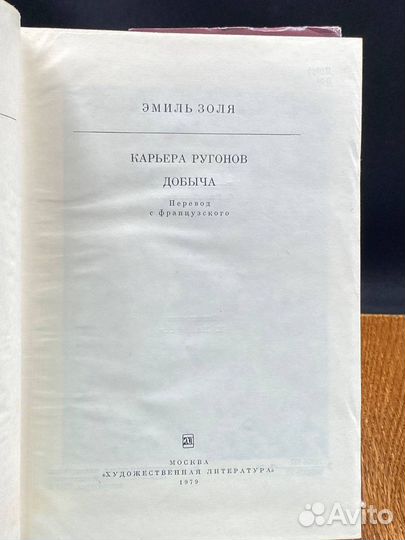 ЭМИЛЬ ЗОЛЯ
КАРЬЕРА РУГОНОВ
ДОБЫЧА
Перевод
с французского
МОСКВА
«ХУДОЖЕСТВЕННАЯ ЛИТЕРАТУРА»
1979
Avito